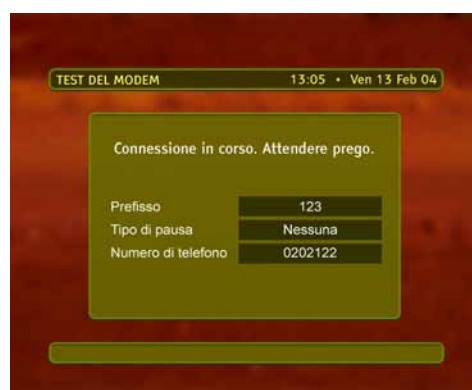 TEST DEL MODEM 13:05 • Ven 13 Feb 04
Connessione in corso. Attendere prego.
Prefisso 123
Tipo di pausa Nessuna
Numero di telefono 0202122